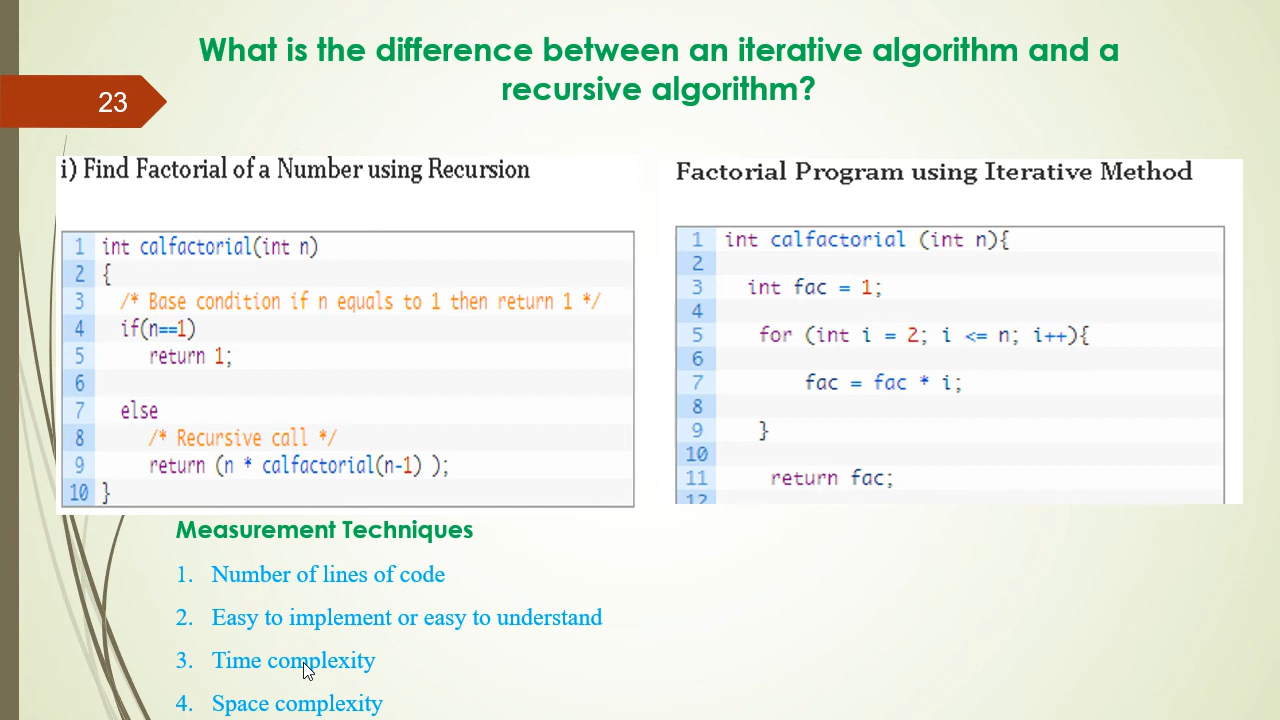 What is the difference between an iterative algorithm and a
recursive algorithm?
23
i) Find Factorial of a Number using Recursion
1 int calfactorial(int n)
2 {
3 /* Base condition if n equals to 1 then return 1 */
4 if(n==1)
5 return 1;
6
7 else
8 /* Recursive call */
9 return (n * calfactorial(n-1) );
10 }
Factorial Program using Iterative Method
1 int calfactorial (int n){
2
3 int fac = 1;
4
5 for (int i = 2; i <= n; i++){
6
7 fac = fac * i;
8
9 }
10
11 return fac;
12
Measurement Techniques
1. Number of lines of code
2. Easy to implement or easy to understand
3. Time complexity
4. Space complexity